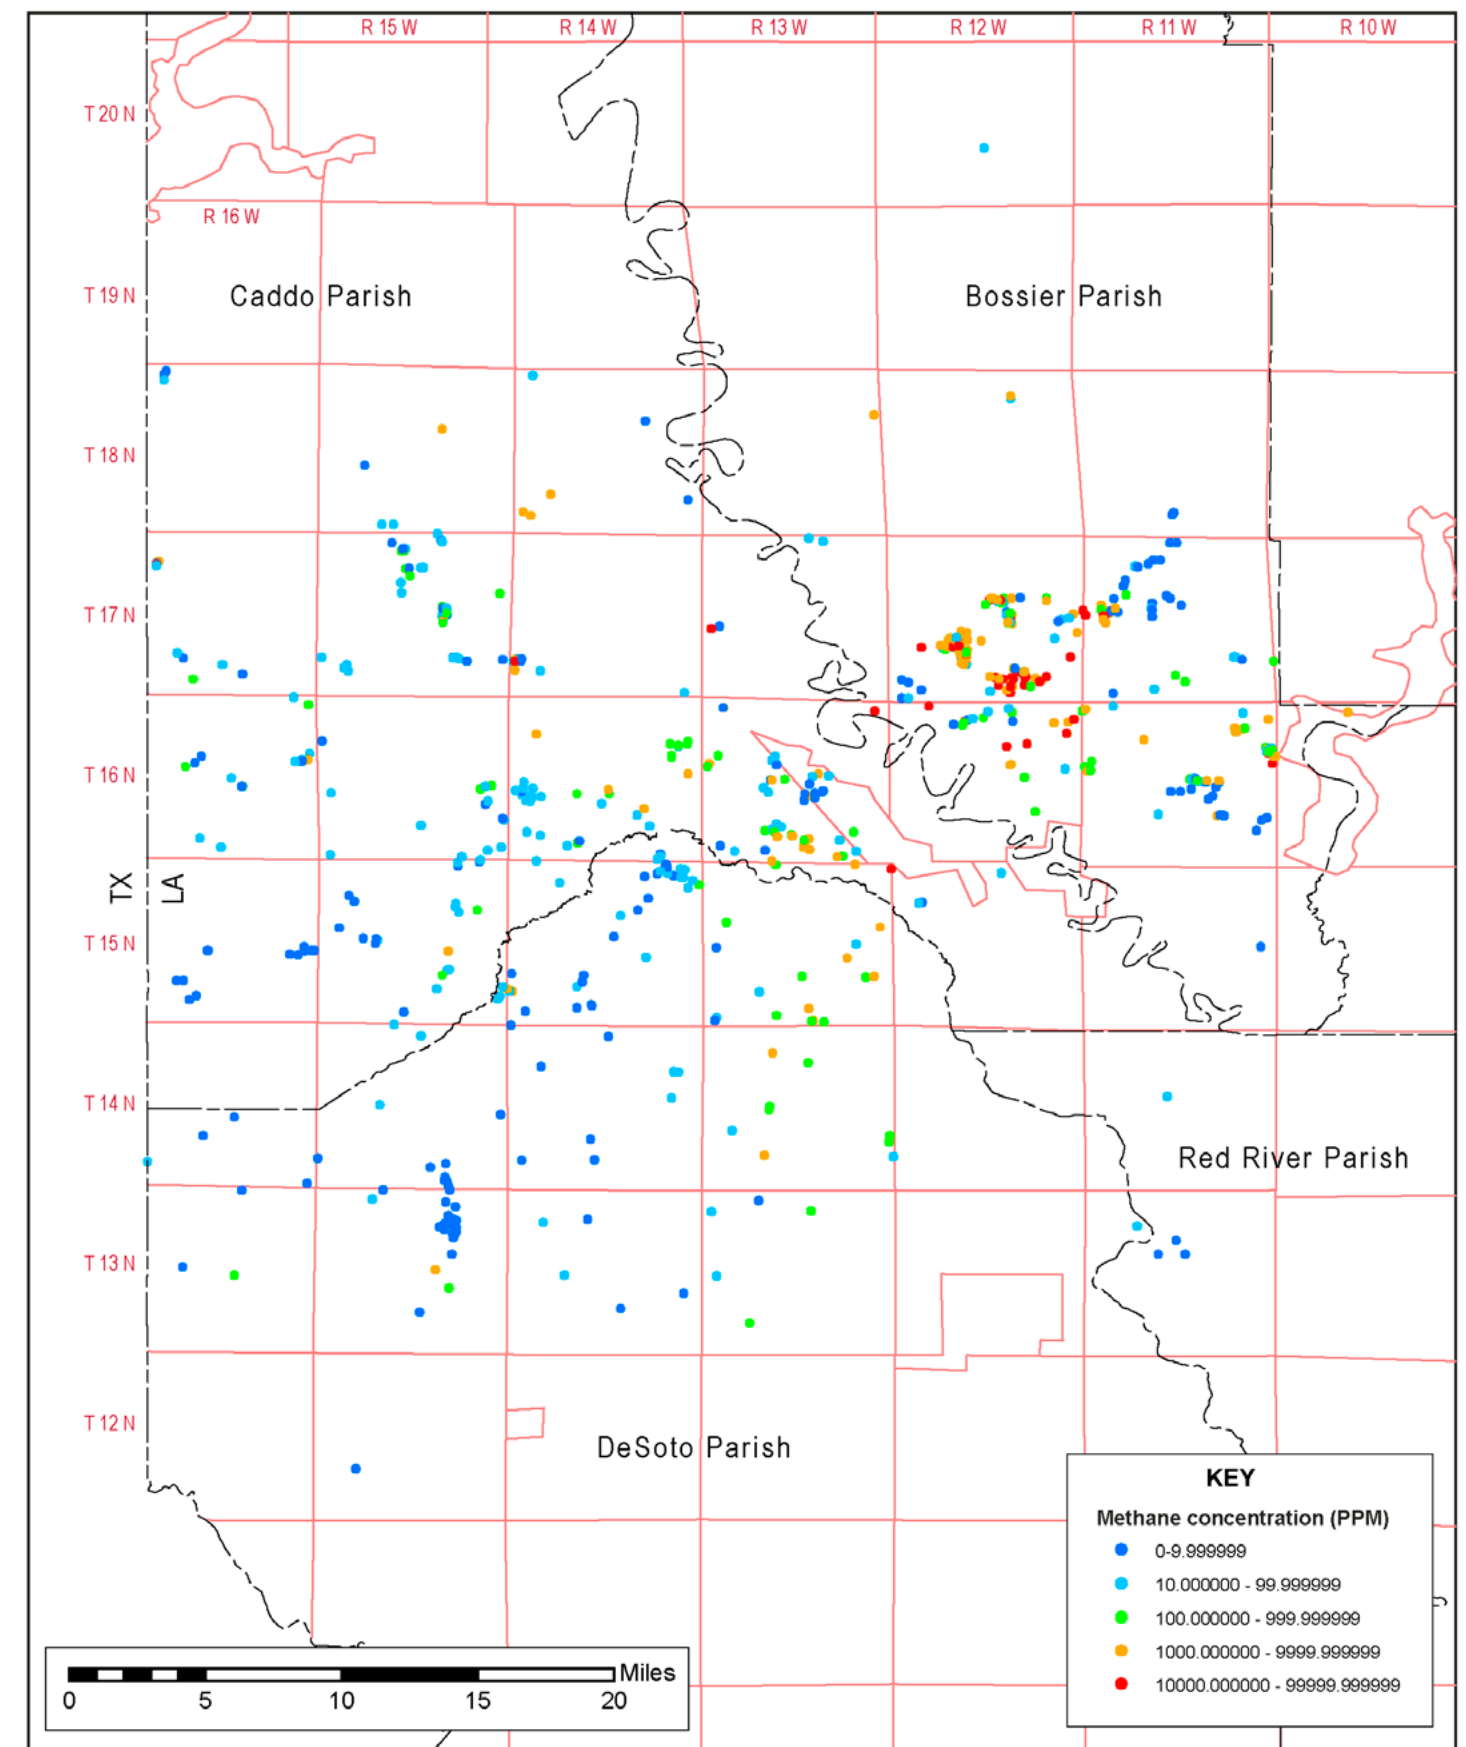 R 15 W R 14 W R 13 W R 12 W R 11 W R 10 W
T 20 N
R 16 W
T 19 N
Caddo Parish
Bossier Parish
T 18 N
T 17 N
T 16 N
TX
LA
T 15 N
T 14 N
Red River Parish
T 13 N
T 12 N
DeSoto Parish
KEY
Methane concentration (PPM)
0-9.999999
10.000000 - 99.999999
100.000000 - 999.999999
1000.000000 - 9999.999999
10000.000000 - 99999.999999
Miles
0 5 10 15 20